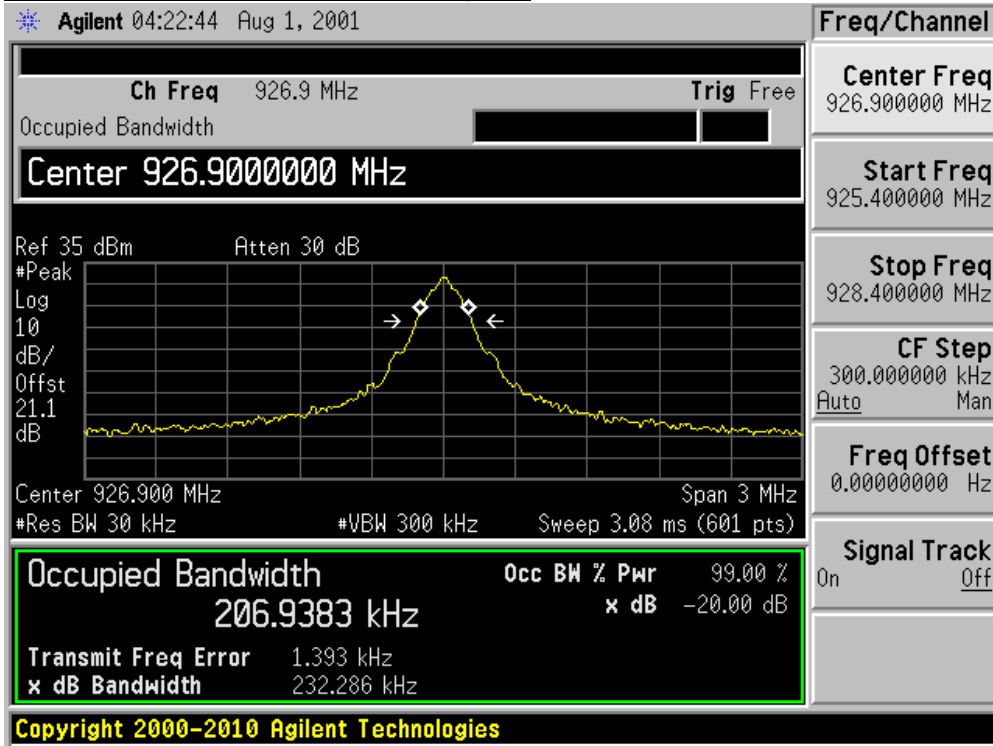 Agilent 04:22:44 Aug 1, 2001
Ch Freq 926.9 MHz Trig Free
Occupied Bandwidth
Center 926.9000000 MHz
Ref 35 dBm Atten 30 dB
#Peak
Log
10
dB/
Offst
21.1
dB
Center 926.900 MHz Span 3 MHz
#Res BW 30 kHz #VBW 300 kHz Sweep 3.08 ms (601 pts)
Occupied Bandwidth Occ BW % Pwr 99.00 %
206.9383 kHz x dB -20.00 dB
Transmit Freq Error 1.393 kHz
x dB Bandwidth 232.286 kHz
Copyright 2000-2010 Agilent Technologies
Freq/Channel
Center Freq
926.900000 MHz
Start Freq
925.400000 MHz
Stop Freq
928.400000 MHz
CF Step
300.000000 kHz
Auto Man
Freq Offset
0.00000000 Hz
Signal Track
On Off